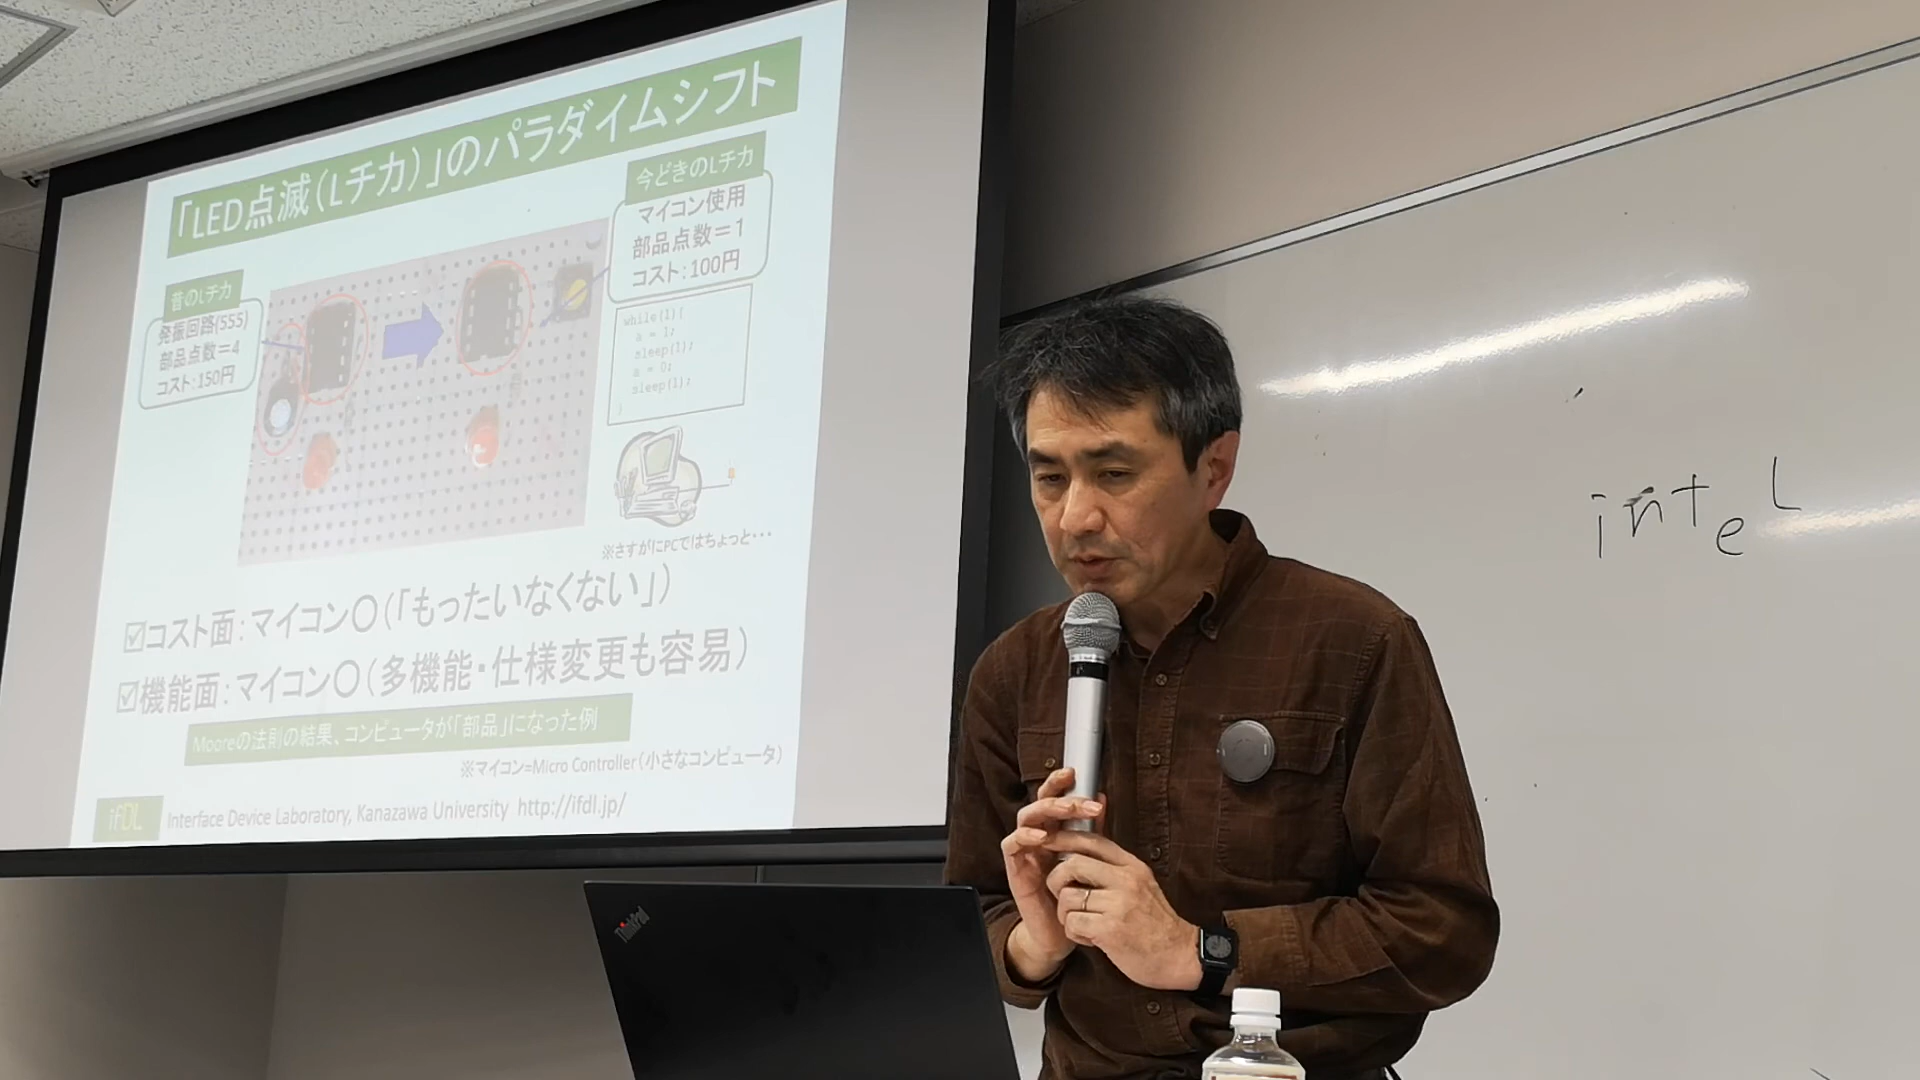 「LED点滅(Lチカ)」のパラダイムシフト
今どきのLチカ
マイコン使用
部品点数=1
コスト:100円
昔のLチカ
発振回路(555)
部品点数=4
コスト:150円
while(1){
a = 1;
sleep(1);
a = 0;
sleep(1);
}
※さすがにPCではちょっと・・・
☑コスト面:マイコン○(「もったいなくない」)
☑機能面:マイコン○(多機能・仕様変更も容易)
Mooreの法則の結果、コンピュータが「部品」になった例
※マイコン=Micro Controller(小さなコンピュータ)
ifDL
Interface Device Laboratory, Kanazawa University http://ifdl.jp/
intel
ThinkPad